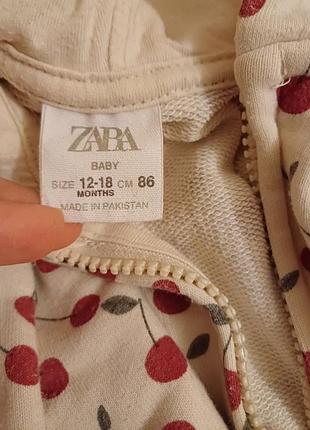 ZARA
BABY
SIZE 12-18 CM 86
MONTHS
MADE IN PAKISTAN